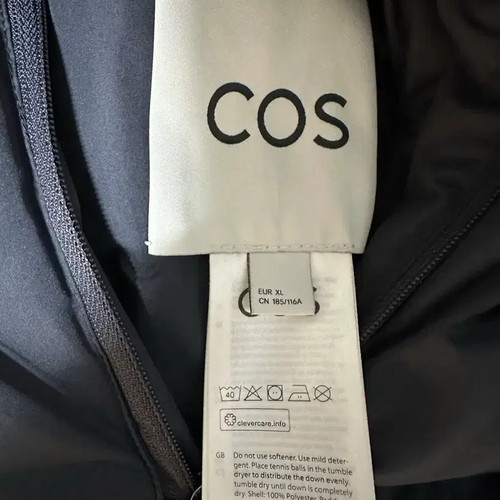 COS
EUR XL
CN 185/116A
40
clevercare.info
GB
Do not use softener. Use mild deter-
gent. Place tennis balls in the tumble
dryer to distribute the down evenly.
tumble dry until down is completely
dry. Shell: 100% Polyester.